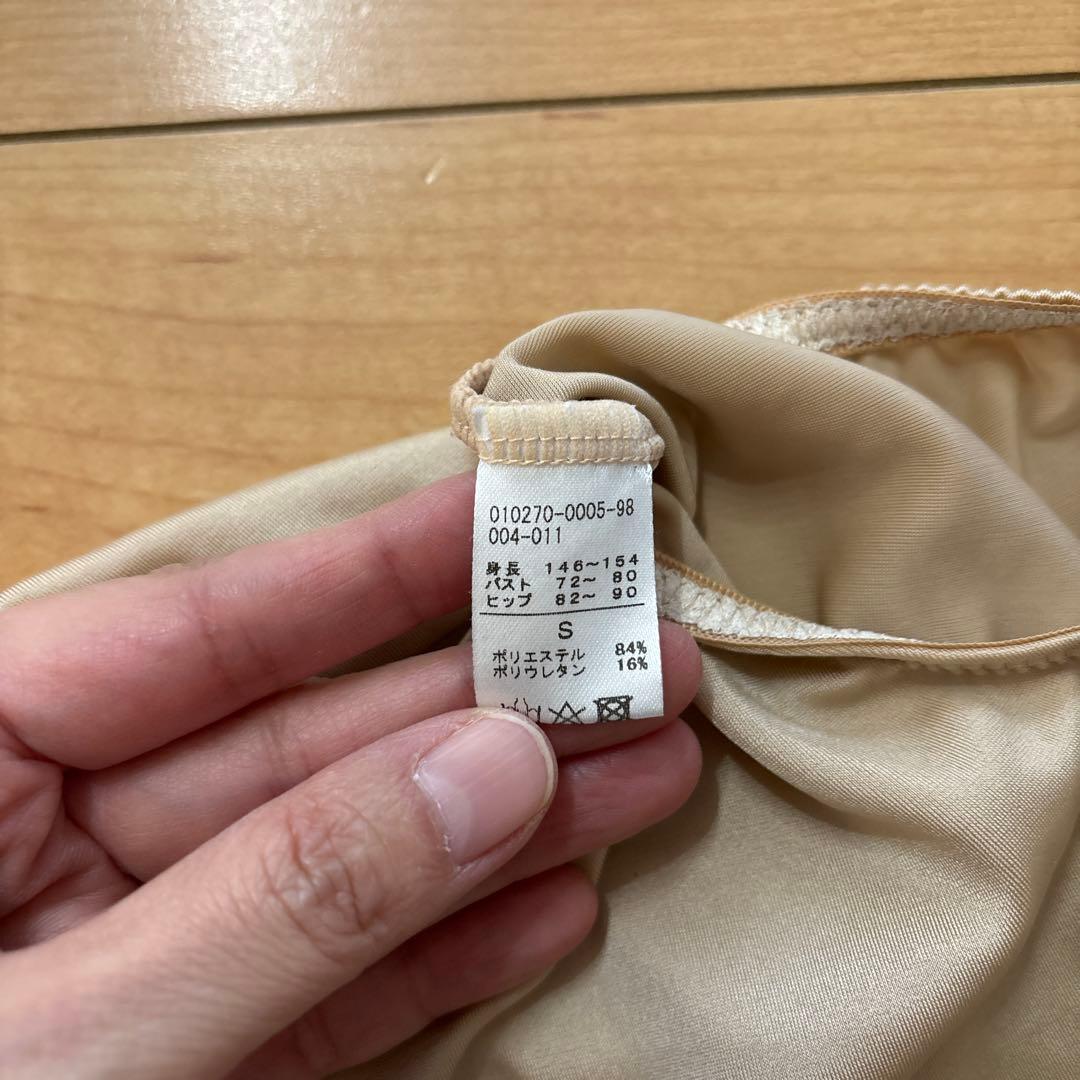 010270-0005-98
004-011
身長 146~154
バスト 72~ 80
ヒップ 82~ 90
S
ポリエステル 84%
ポリウレタン 16%